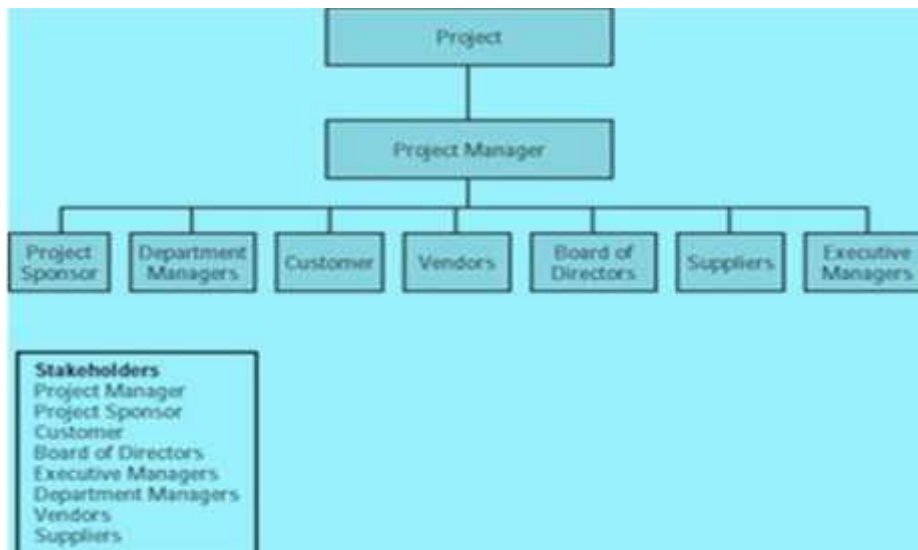 Project
Project Manager
Project
Sponsor
Department
Managers
Customer
Vendors
Board of
Directors
Suppliers
Executive
Managers
Stakeholders
Project Manager
Project Sponsor
Customer
Board of Directors
Executive Managers
Department Managers
Vendors
Suppliers